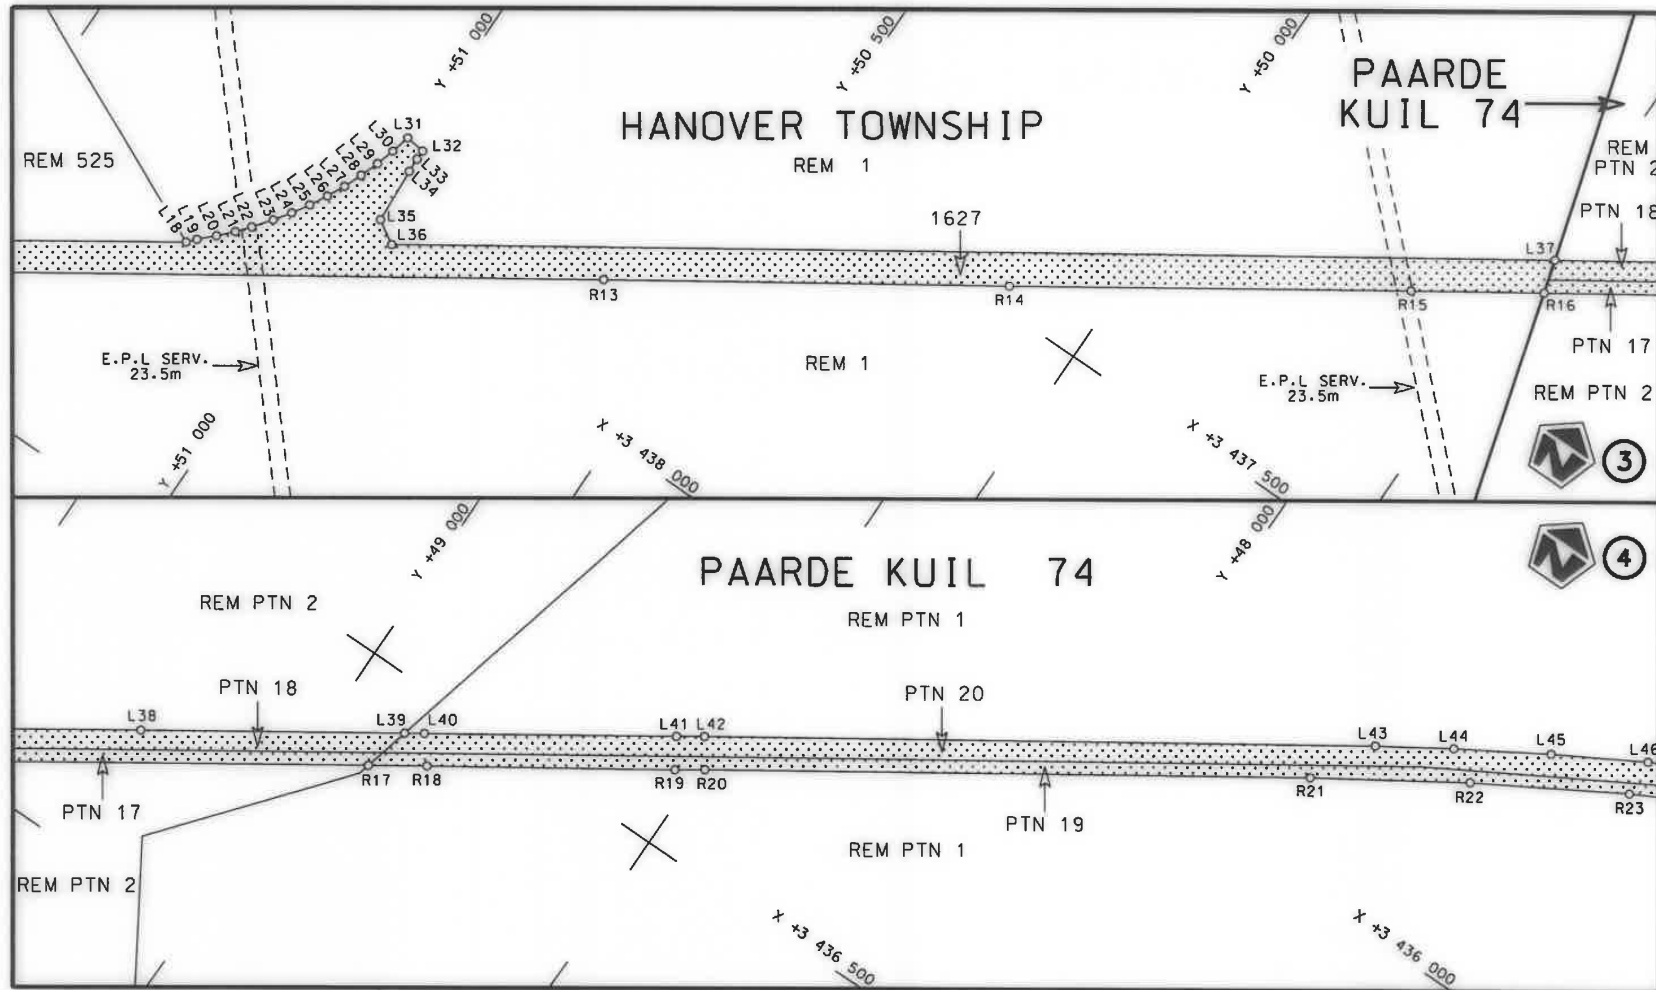 Y +51 000
Y +50 500
Y +50 000
PAARDE
KUIL 74
HANOVER TOWNSHIP
REM 1
REM 525
L31
L32
L33
L34
L30
L29
L28
L27
L26
L25
L24
L23
L22
L21
L20
L19
L18
L35
L36
1627
REM
PTN 2
PTN 18
L37
R13
R14
R15
R16
PTN 17
REM PTN 2
E.P.L SERV.
23.5m
REM 1
E.P.L SERV.
23.5m
Y +51 000
X +3 438 000
X +3 437 500
3
Y +49 000
Y +48 000
4
PAARDE KUIL 74
REM PTN 2
REM PTN 1
PTN 18
PTN 20
L38
L39
L40
L41
L42
L43
L44
L45
L46
R17
R18
R19
R20
R21
R22
R23
PTN 17
PTN 19
REM PTN 1
REM PTN 2
X +3 436 500
X +3 436 000